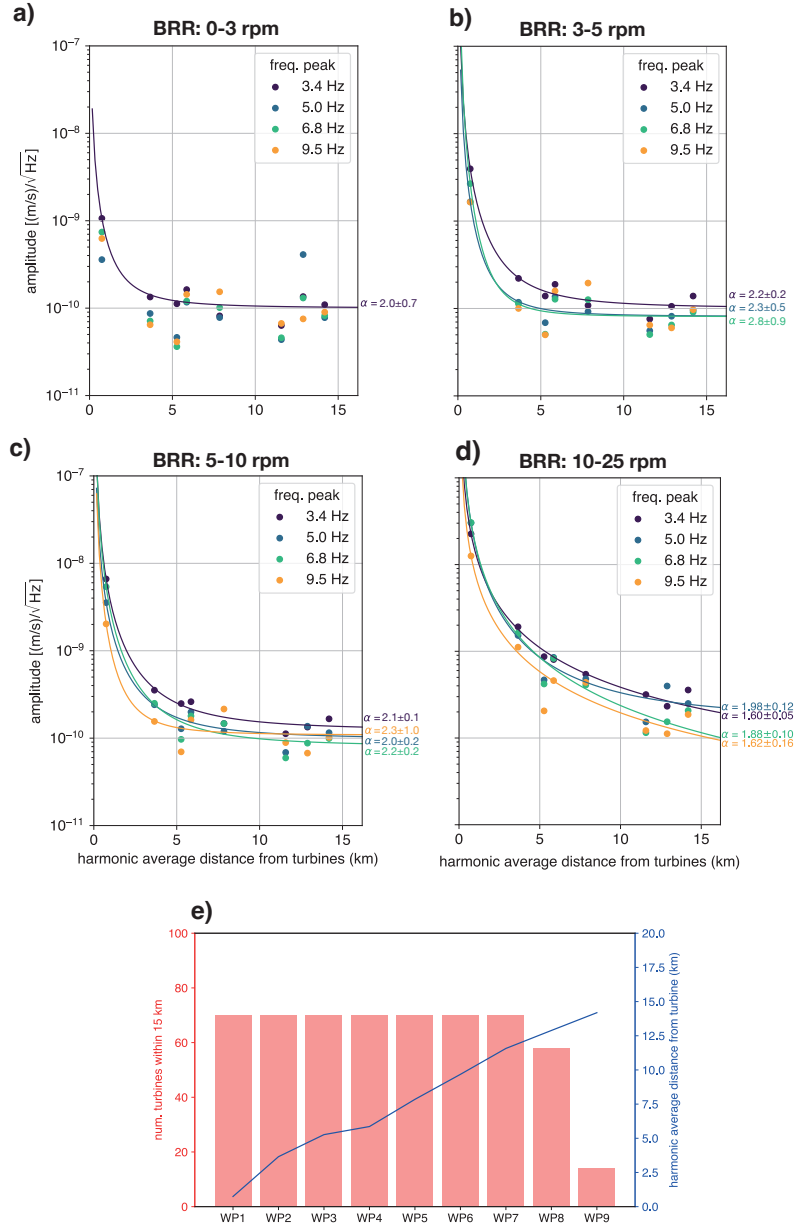 a)
BRR: 0-3 rpm
10⁻⁷
10⁻⁸
10⁻⁹
10⁻¹⁰
10⁻¹¹
amplitude [(m/s)/√Hz]
freq. peak
3.4 Hz
5.0 Hz
6.8 Hz
9.5 Hz
α = 2.0±0.7
0 5 10 15
b)
BRR: 3-5 rpm
freq. peak
3.4 Hz
5.0 Hz
6.8 Hz
9.5 Hz
α = 2.2±0.2
α = 2.3±0.5
α = 2.8±0.9
0 5 10 15
c)
BRR: 5-10 rpm
10⁻⁷
10⁻⁸
10⁻⁹
10⁻¹⁰
10⁻¹¹
amplitude [(m/s)/√Hz]
freq. peak
3.4 Hz
5.0 Hz
6.8 Hz
9.5 Hz
α = 2.1±0.1
α = 2.3±1.0
α = 2.0±0.2
α = 2.2±0.2
0 5 10 15
harmonic average distance from turbines (km)
d)
BRR: 10-25 rpm
freq. peak
3.4 Hz
5.0 Hz
6.8 Hz
9.5 Hz
α = 1.98±0.12
α = 1.60±0.05
α = 1.88±0.10
α = 1.62±0.16
0 5 10 15
harmonic average distance from turbines (km)
e)
100
80
60
40
20
0
num. turbines within 15 km
20.0
17.5
15.0
12.5
10.0
7.5
5.0
2.5
0.0
harmonic average distance from turbine (km)
WP1 WP2 WP3 WP4 WP5 WP6 WP7 WP8 WP9